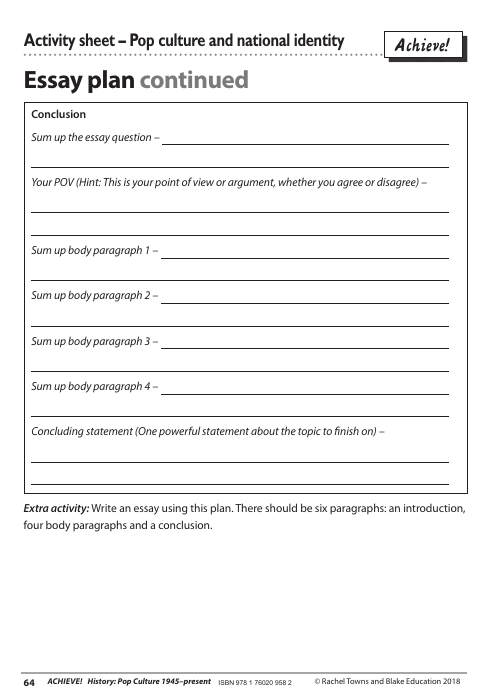 Activity sheet – Pop culture and national identity
Achieve!
Essay plan continued
Conclusion
Sum up the essay question –
Your POV (Hint: This is your point of view or argument, whether you agree or disagree) –
Sum up body paragraph 1 –
Sum up body paragraph 2 –
Sum up body paragraph 3 –
Sum up body paragraph 4 –
Concluding statement (One powerful statement about the topic to finish on) –
Extra activity: Write an essay using this plan. There should be six paragraphs: an introduction,
four body paragraphs and a conclusion.
64 ACHIEVE! History: Pop Culture 1945–present ISBN 978 1 76020 958 2 © Rachel Towns and Blake Education 2018